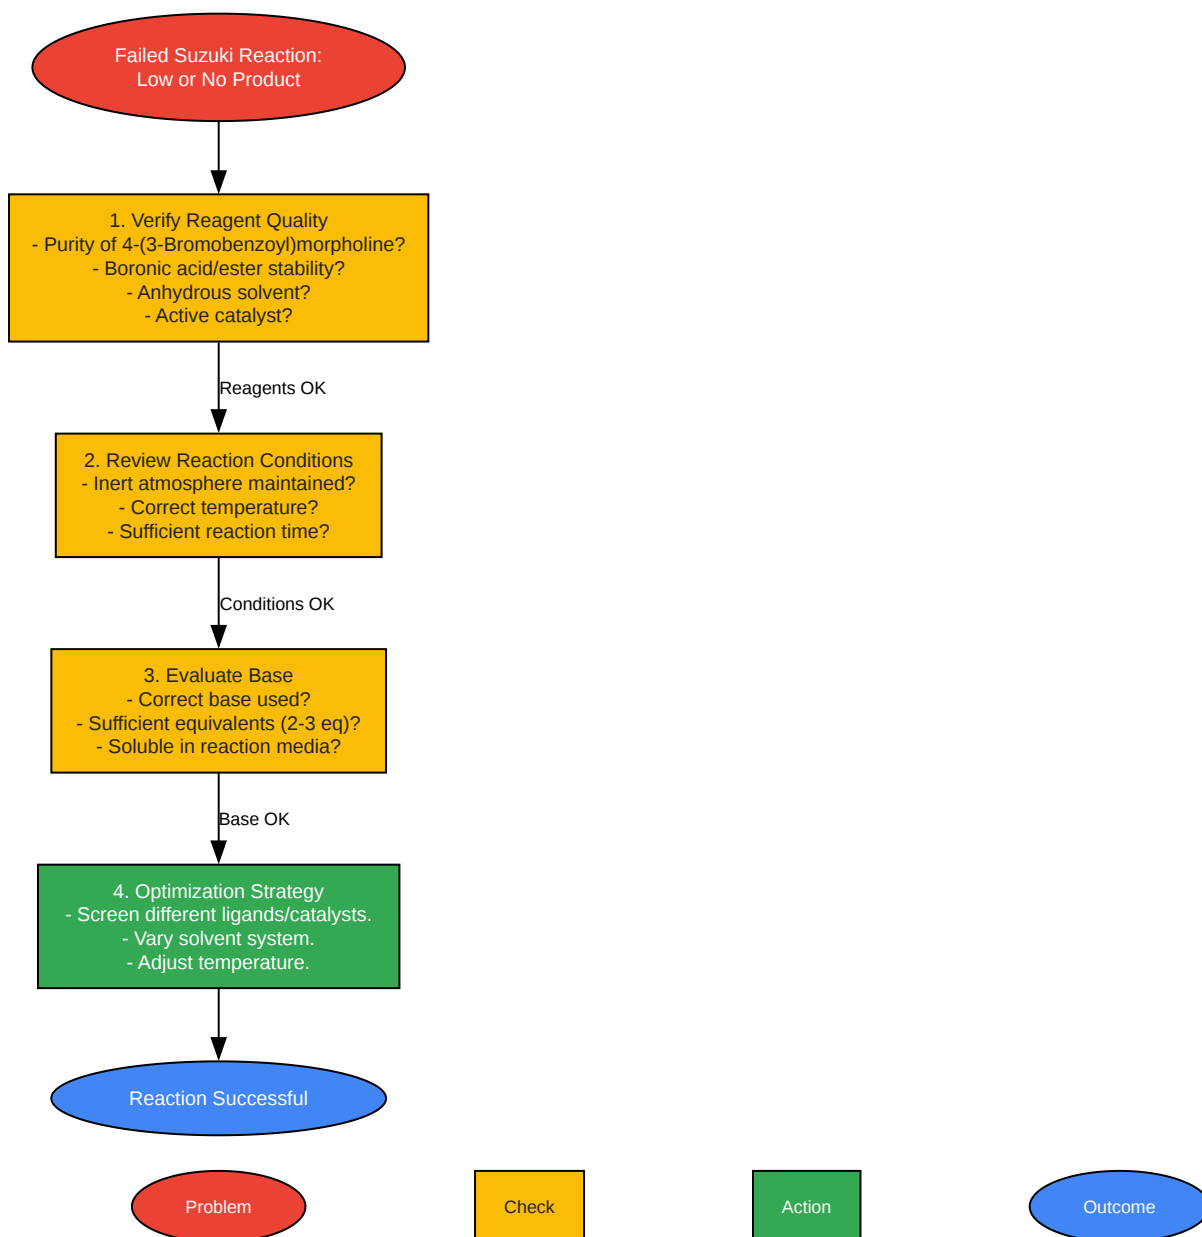 Failed Suzuki Reaction:
Low or No Product
1. Verify Reagent Quality
- Purity of 4-(3-Bromobenzoyl)morpholine?
- Boronic acid/ester stability?
- Anhydrous solvent?
- Active catalyst?
Reagents OK
2. Review Reaction Conditions
- Inert atmosphere maintained?
- Correct temperature?
- Sufficient reaction time?
Conditions OK
3. Evaluate Base
- Correct base used?
- Sufficient equivalents (2-3 eq)?
- Soluble in reaction media?
Base OK
4. Optimization Strategy
- Screen different ligands/catalysts.
- Vary solvent system.
- Adjust temperature.
Reaction Successful
Problem
Check
Action
Outcome